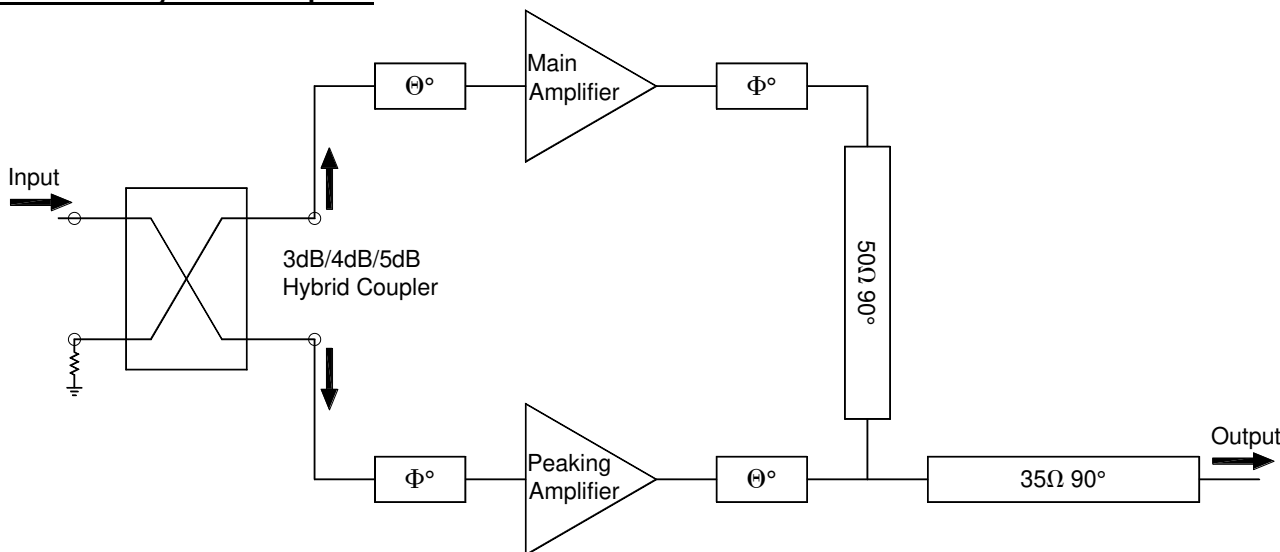 Θ°
Main
Amplifier
Φ°
Input
3dB/4dB/5dB
Hybrid Coupler
50Ω 90°
Φ°
Peaking
Amplifier
Θ°
35Ω 90°
Output